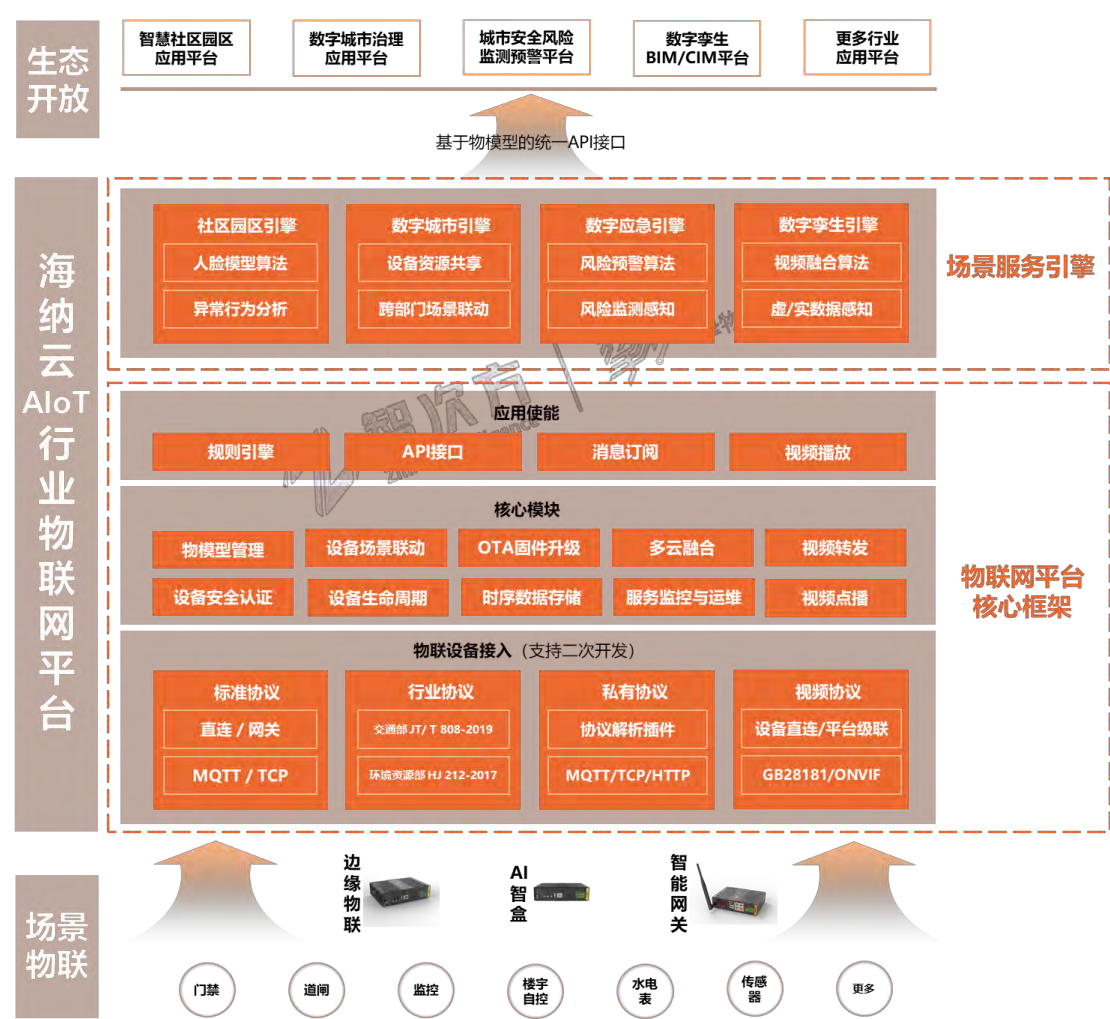 生态
开放
智慧社区园区
应用平台
数字城市治理
应用平台
城市安全风险
监测预警平台
数字孪生
BIM/CIM平台
更多行业
应用平台
基于物模型的统一API接口
海纳云AIoT行业物联网平台
社区园区引擎
人脸模型算法
异常行为分析
数字城市引擎
设备资源共享
跨部门场景联动
数字应急引擎
风险预警算法
风险监测感知
数字孪生引擎
视频融合算法
虚/实数据感知
场景服务引擎
智次方
应用使能
规则引擎
API接口
消息订阅
视频播放
核心模块
物模型管理
设备场景联动
OTA固件升级
多云融合
视频转发
设备安全认证
设备生命周期
时序数据存储
服务监控与运维
视频点播
物联网平台
核心框架
物联设备接入（支持二次开发）
标准协议
直连 / 网关
MQTT / TCP
行业协议
交通部 JT/ T 808-2019
环境资源部 HJ 212-2017
私有协议
协议解析插件
MQTT/TCP/HTTP
视频协议
设备直连/平台级联
GB28181/ONVIF
场景
物联
边缘物联
AI智盒
智能网关
门禁
道闸
监控
楼宇
自控
水电
表
传感
器
更多